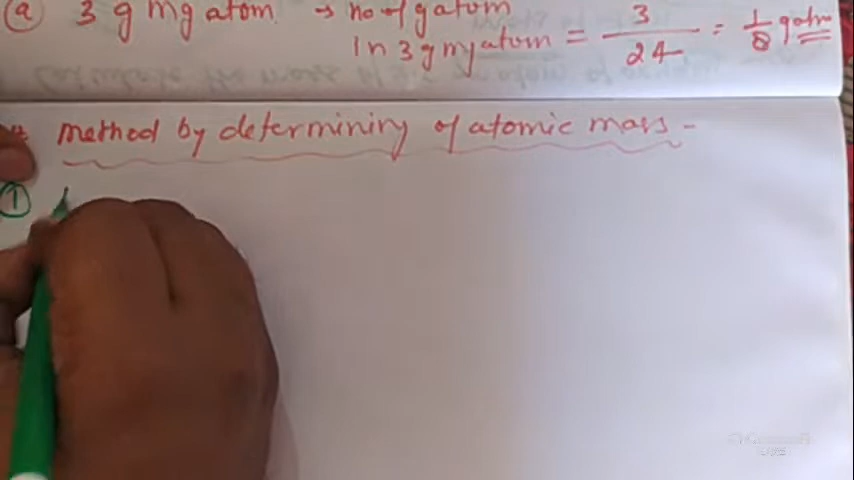 (a) 3 g mg atom → no of g atom
in 3 g mg atom = 3/24 = 1/8 g atm
method by determining of atomic mass -
①